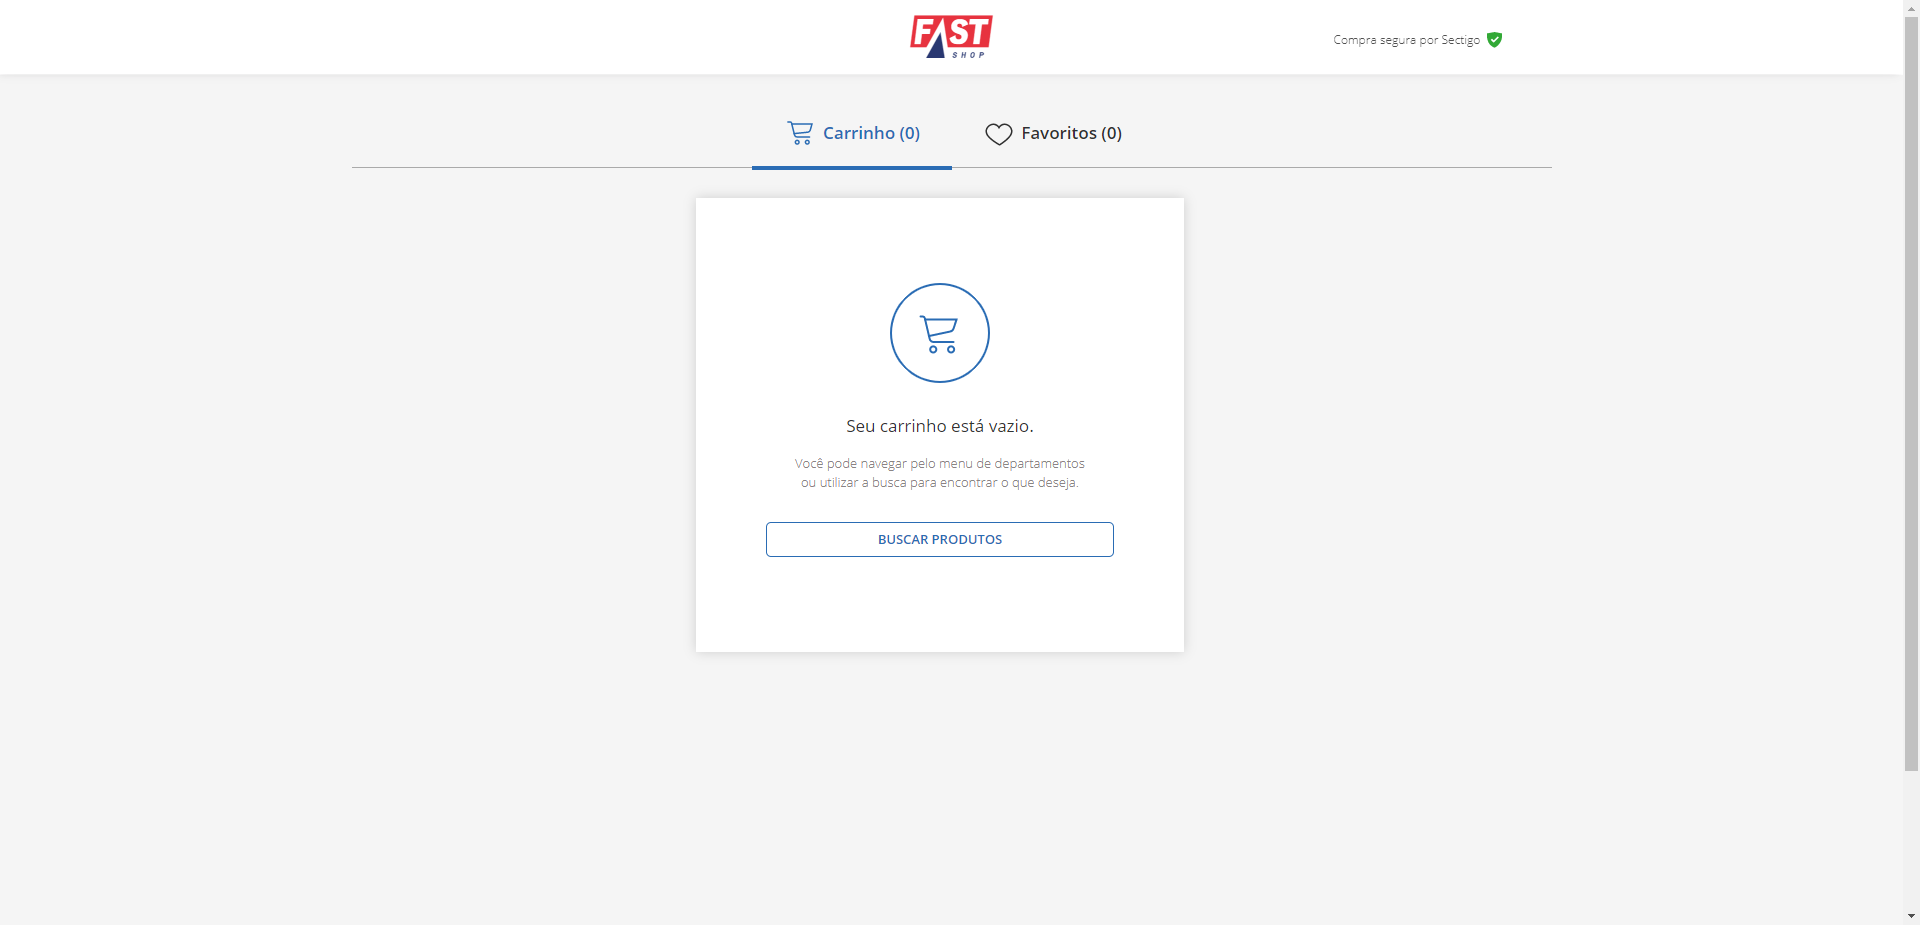 FAST
SHOP
Compra segura por Sectigo
Carrinho (0)
Favoritos (0)
Seu carrinho está vazio.
Você pode navegar pelo menu de departamentos
ou utilizar a busca para encontrar o que deseja.
BUSCAR PRODUTOS